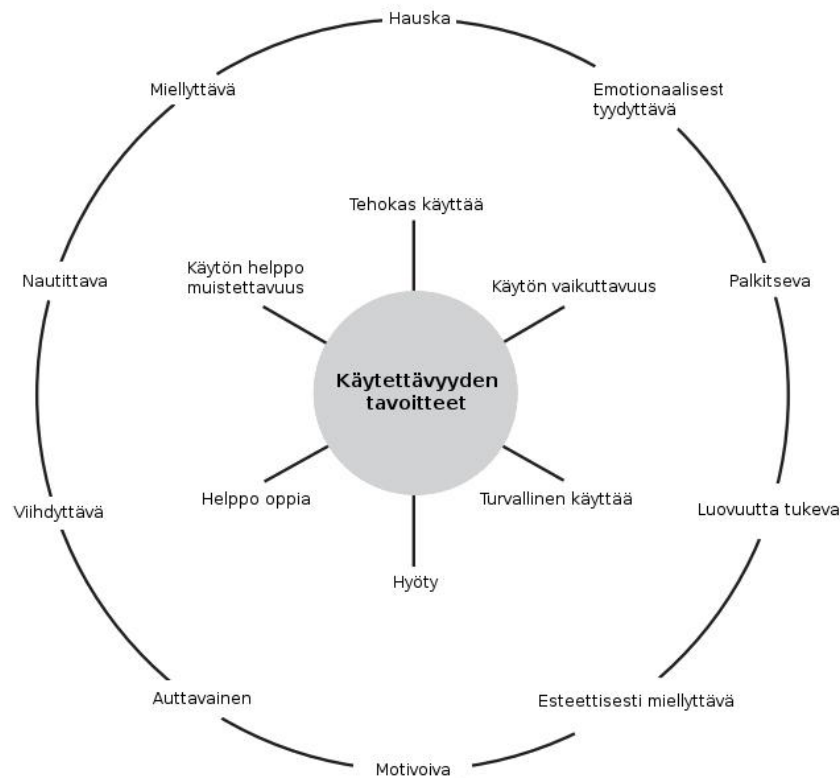 Hauska
Miellyttävä
Emotionaalisest
tyydyttävä
Tehokas käyttää
Käytön helppo
muistettavuus
Käytön vaikuttavuus
Nautittava
Palkitseva
Käytettävyyden
tavoitteet
Helppo oppia
Turvallinen käyttää
Viihdyttävä
Luovuutta tukeva
Hyöty
Auttavainen
Esteettisesti miellyttävä
Motivoiva